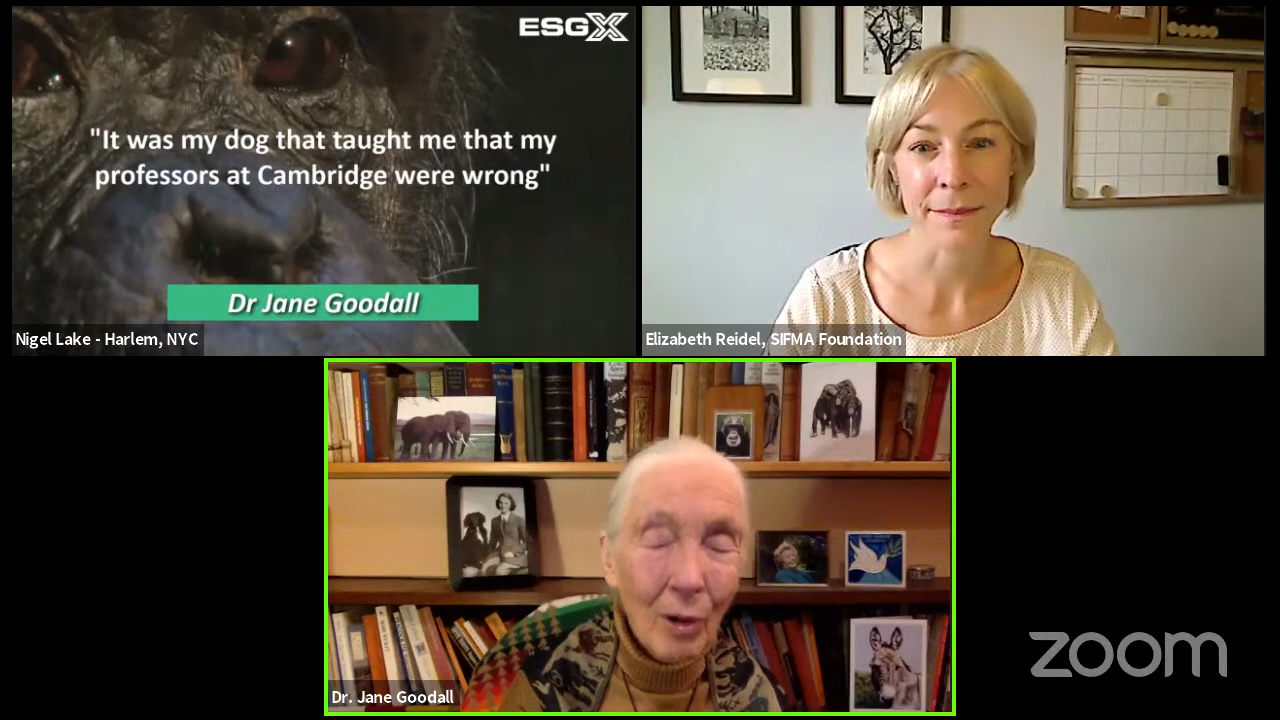 ESGX
"It was my dog that taught me that my
professors at Cambridge were wrong"
Dr Jane Goodall
Nigel Lake - Harlem, NYC
Elizabeth Reidel, SIFMA Foundation
Dr. Jane Goodall
zoom